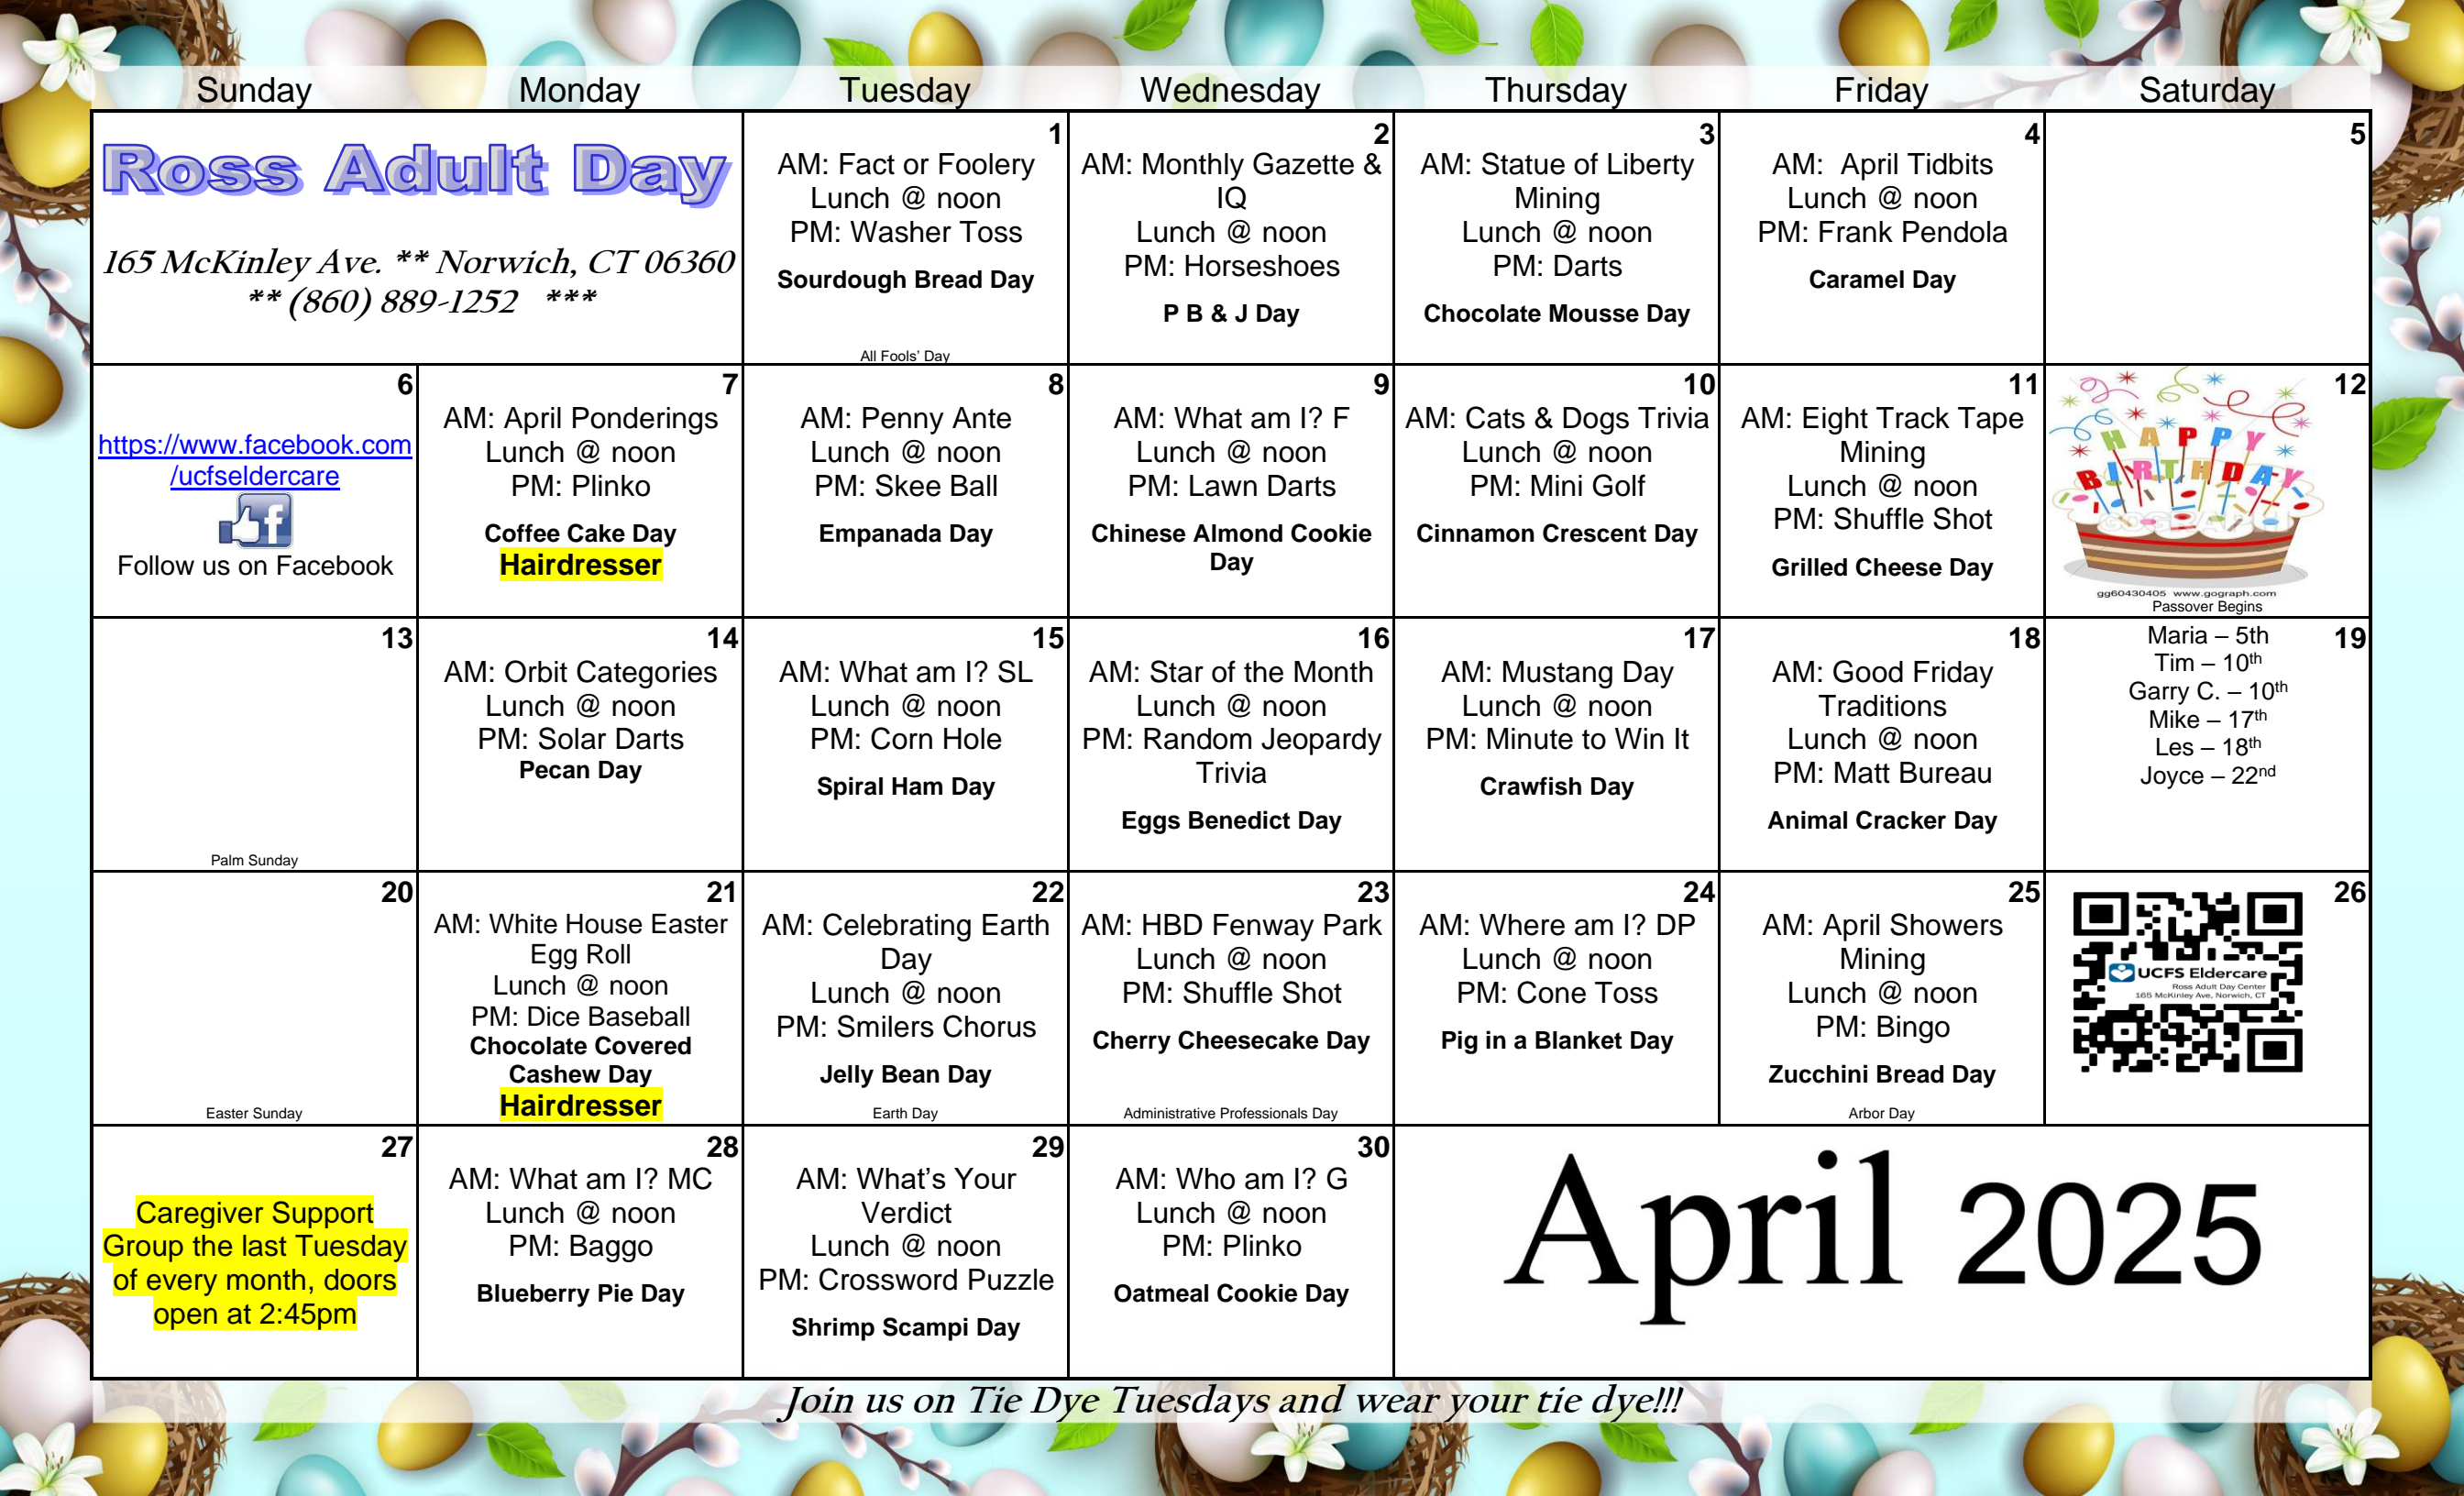 Sunday Monday Tuesday Wednesday Thursday Friday Saturday
Ross Adult Day
165 McKinley Ave. ** Norwich, CT 06360
** (860) 889-1252 ***
1
AM: Fact or Foolery
Lunch @ noon
PM: Washer Toss
Sourdough Bread Day
All Fools' Day
2
AM: Monthly Gazette &
IQ
Lunch @ noon
PM: Horseshoes
P B & J Day
3
AM: Statue of Liberty
Mining
Lunch @ noon
PM: Darts
Chocolate Mousse Day
4
AM: April Tidbits
Lunch @ noon
PM: Frank Pendola
Caramel Day
5
6
https://www.facebook.com
/ucfseldercare
f
Follow us on Facebook
7
AM: April Ponderings
Lunch @ noon
PM: Plinko
Coffee Cake Day
Hairdresser
8
AM: Penny Ante
Lunch @ noon
PM: Skee Ball
Empanada Day
9
AM: What am I? F
Lunch @ noon
PM: Lawn Darts
Chinese Almond Cookie
Day
10
AM: Cats & Dogs Trivia
Lunch @ noon
PM: Mini Golf
Cinnamon Crescent Day
11
AM: Eight Track Tape
Mining
Lunch @ noon
PM: Shuffle Shot
Grilled Cheese Day
12
HAPPY
BIRTHDAY
GOGRAPH
gg60430405 www.gograph.com
Passover Begins
13
Palm Sunday
14
AM: Orbit Categories
Lunch @ noon
PM: Solar Darts
Pecan Day
15
AM: What am I? SL
Lunch @ noon
PM: Corn Hole
Spiral Ham Day
16
AM: Star of the Month
Lunch @ noon
PM: Random Jeopardy
Trivia
Eggs Benedict Day
17
AM: Mustang Day
Lunch @ noon
PM: Minute to Win It
Crawfish Day
18
AM: Good Friday
Traditions
Lunch @ noon
PM: Matt Bureau
Animal Cracker Day
19
Maria – 5th
Tim – 10th
Garry C. – 10th
Mike – 17th
Les – 18th
Joyce – 22nd
20
Easter Sunday
21
AM: White House Easter
Egg Roll
Lunch @ noon
PM: Dice Baseball
Chocolate Covered
Cashew Day
Hairdresser
22
AM: Celebrating Earth
Day
Lunch @ noon
PM: Smilers Chorus
Jelly Bean Day
Earth Day
23
AM: HBD Fenway Park
Lunch @ noon
PM: Shuffle Shot
Cherry Cheesecake Day
Administrative Professionals Day
24
AM: Where am I? DP
Lunch @ noon
PM: Cone Toss
Pig in a Blanket Day
25
AM: April Showers
Mining
Lunch @ noon
PM: Bingo
Zucchini Bread Day
Arbor Day
26
UCFS Eldercare
Ross Adult Day Center
165 McKinley Ave, Norwich, CT
27
Caregiver Support
Group the last Tuesday
of every month, doors
open at 2:45pm
28
AM: What am I? MC
Lunch @ noon
PM: Baggo
Blueberry Pie Day
29
AM: What's Your
Verdict
Lunch @ noon
PM: Crossword Puzzle
Shrimp Scampi Day
30
AM: Who am I? G
Lunch @ noon
PM: Plinko
Oatmeal Cookie Day
April 2025
Join us on Tie Dye Tuesdays and wear your tie dye!!!